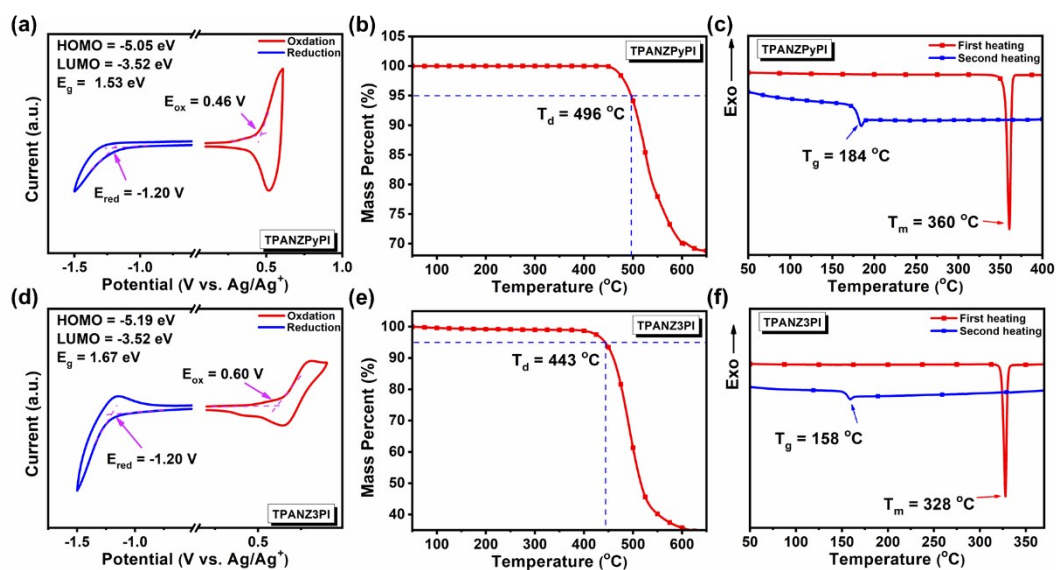 (a)
HOMO = -5.05 eV
LUMO = -3.52 eV
Eg = 1.53 eV
Oxdation
Reduction
Eox = 0.46 V
Ered = -1.20 V
TPANZPyPI
Current (a.u.)
-1.5
-1.0
0.5
1.0
Potential (V vs. Ag/Ag+)
(b)
TPANZPyPI
Td = 496 °C
Mass Percent (%)
100
95
90
85
80
75
70
100 200 300 400 500 600
Temperature (°C)
(c)
TPANZPyPI
First heating
Second heating
Exo
Tg = 184 °C
Tm = 360 °C
50 100 150 200 250 300 350 400
Temperature (°C)
(d)
HOMO = -5.19 eV
LUMO = -3.52 eV
Eg = 1.67 eV
Oxdation
Reduction
Eox = 0.60 V
Ered = -1.20 V
TPANZ3PI
Current (a.u.)
-1.5
-1.0
0.5
Potential (V vs. Ag/Ag+)
(e)
TPANZ3PI
Td = 443 °C
Mass Percent (%)
100
90
80
70
60
50
40
100 200 300 400 500 600
Temperature (°C)
(f)
TPANZ3PI
First heating
Second heating
Exo
Tg = 158 °C
Tm = 328 °C
50 100 150 200 250 300 350
Temperature (°C)